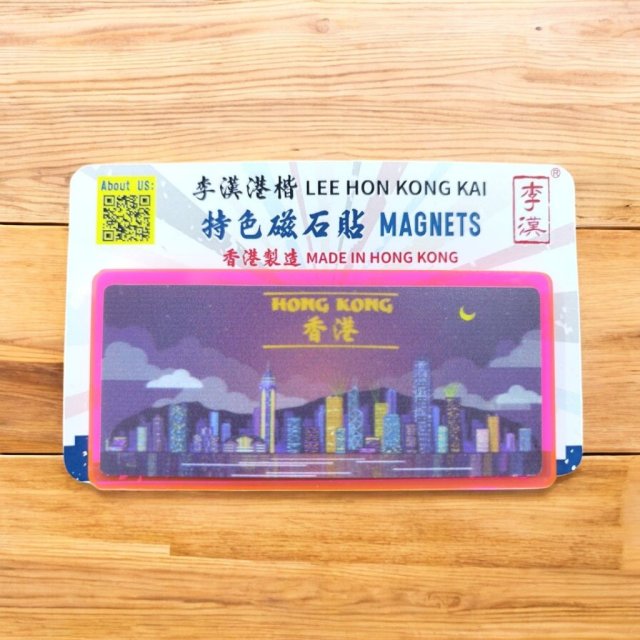 About US:
李漢港楷 LEE HON KONG KAI
李漢
®
特色磁石貼 MAGNETS
香港製造 MADE IN HONG KONG
HONG KONG
香港